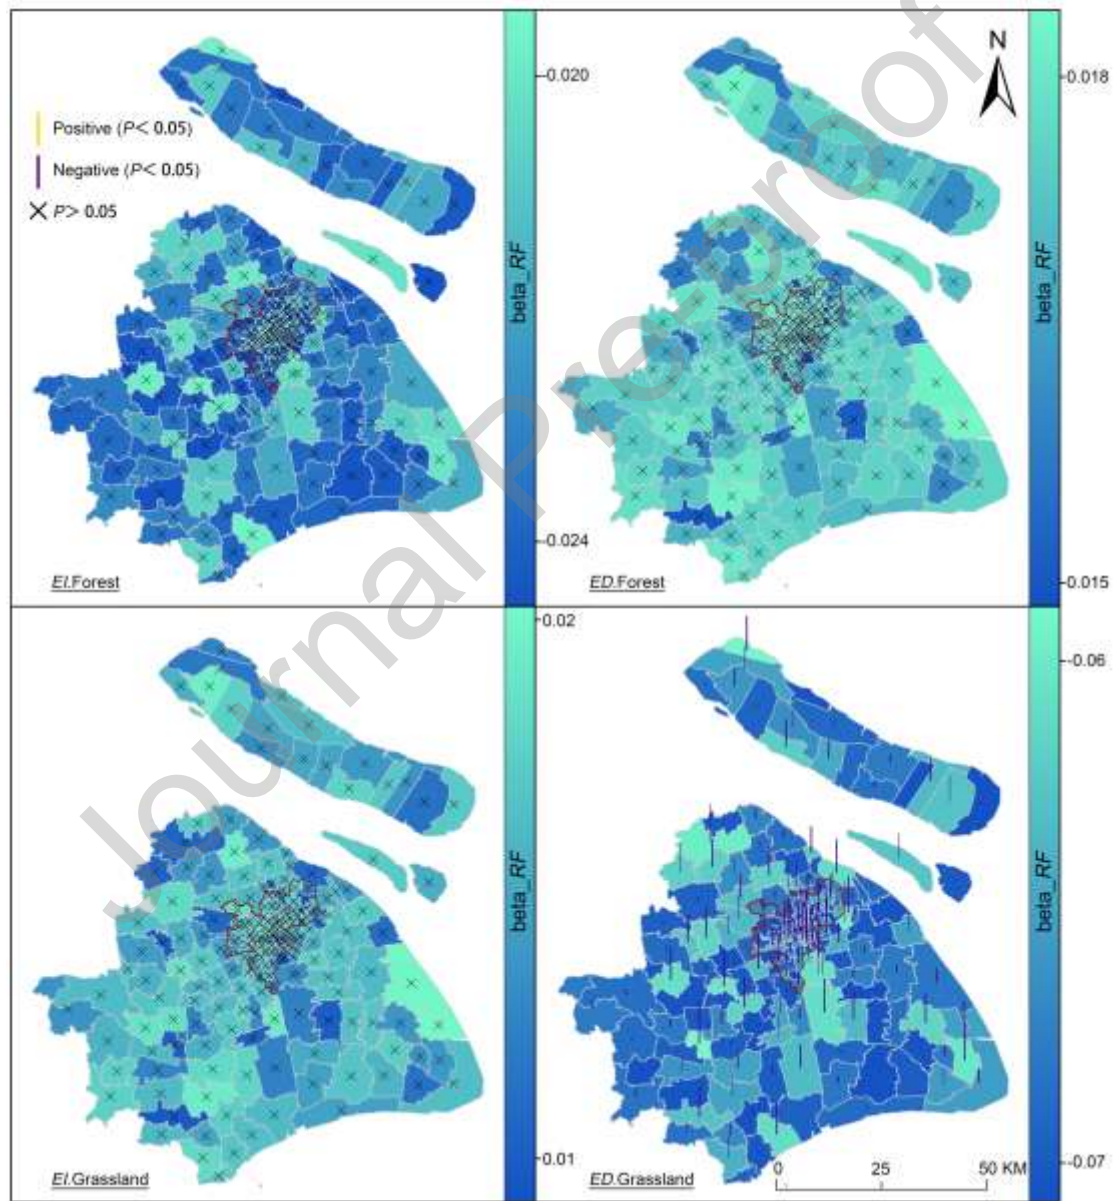 N
-0.020
-0.018
Positive (P< 0.05)
Negative (P< 0.05)
P> 0.05
beta_RF
beta_RF
-0.024
-0.015
EI.Forest
ED.Forest
0.02
-0.06
beta_RF
beta_RF
0.01
-0.07
EI.Grassland
ED.Grassland
0 25 50 KM
Journal Pre-proof